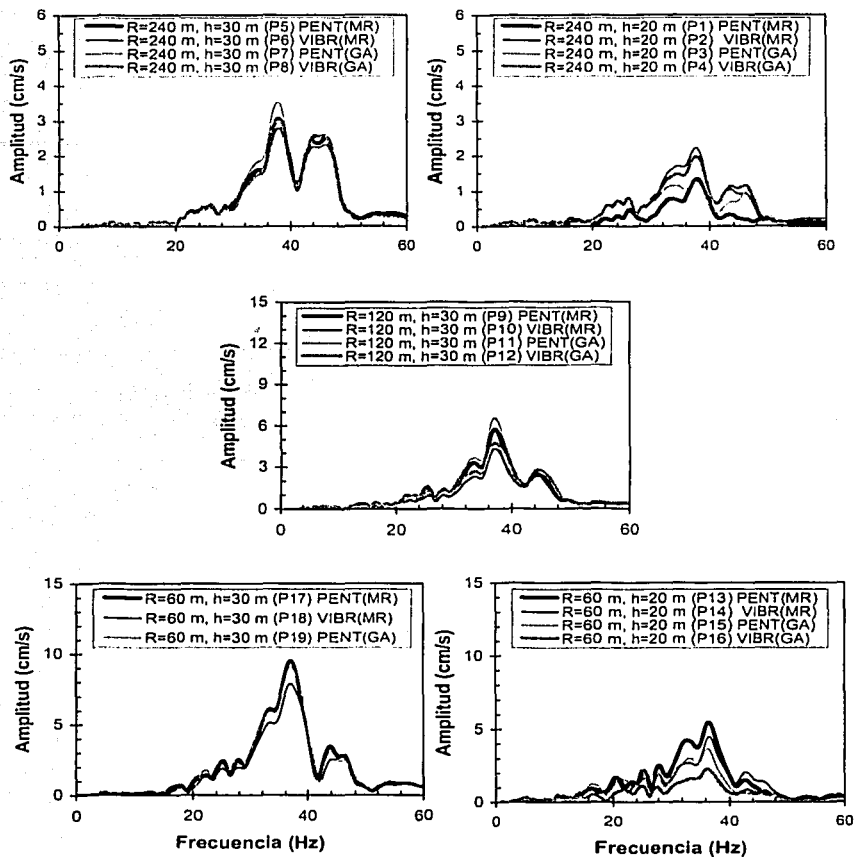 6
5
4
3
2
1
0
Amplitud (cm/s)
R=240 m, h=30 m (P5) PENT(MR)
R=240 m, h=30 m (P6) VIBR(MR)
R=240 m, h=30 m (P7) PENT(GA)
R=240 m, h=30 m (P8) VIBR(GA)
0 20 40 60
6
5
4
3
2
1
0
Amplitud (cm/s)
R=240 m, h=20 m (P1) PENT(MR)
R=240 m, h=20 m (P2) VIBR(MR)
R=240 m, h=20 m (P3) PENT(GA)
R=240 m, h=20 m (P4) VIBR(GA)
0 20 40 60
15
12
9
6
3
0
Amplitud (cm/s)
R=120 m, h=30 m (P9) PENT(MR)
R=120 m, h=30 m (P10) VIBR(MR)
R=120 m, h=30 m (P11) PENT(GA)
R=120 m, h=30 m (P12) VIBR(GA)
0 20 40 60
15
10
5
0
Amplitud (cm/s)
R=60 m, h=30 m (P17) PENT(MR)
R=60 m, h=30 m (P18) VIBR(MR)
R=60 m, h=30 m (P19) PENT(GA)
0 20 40 60
Frecuencia (Hz)
15
10
5
0
Amplitud (cm/s)
R=60 m, h=20 m (P13) PENT(MR)
R=60 m, h=20 m (P14) VIBR(MR)
R=60 m, h=20 m (P15) PENT(GA)
R=60 m, h=20 m (P16) VIBR(GA)
0 20 40 60
Frecuencia (Hz)